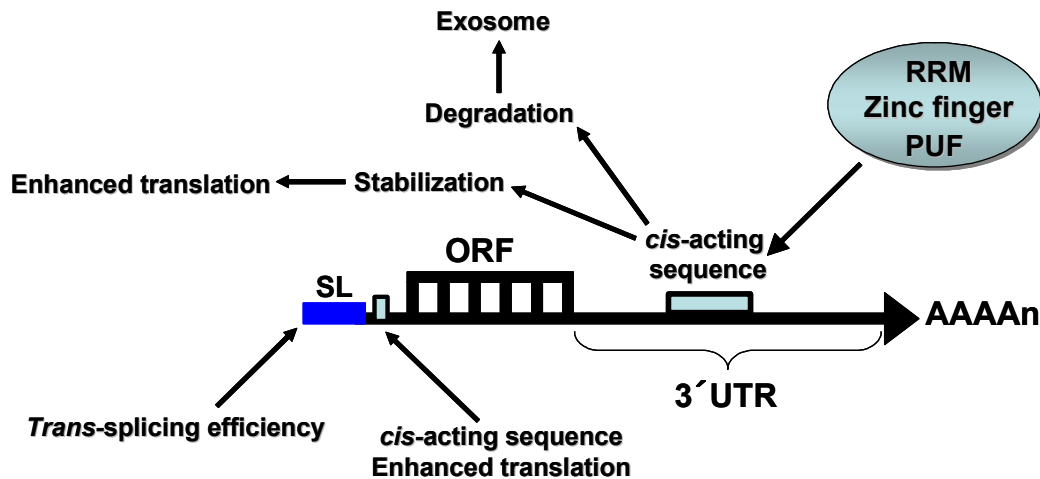 Exosome
Degradation
Enhanced translation
Stabilization
RRM
Zinc finger
PUF
cis-acting
sequence
ORF
SL
AAAAn
3´UTR
Trans-splicing efficiency
cis-acting sequence
Enhanced translation